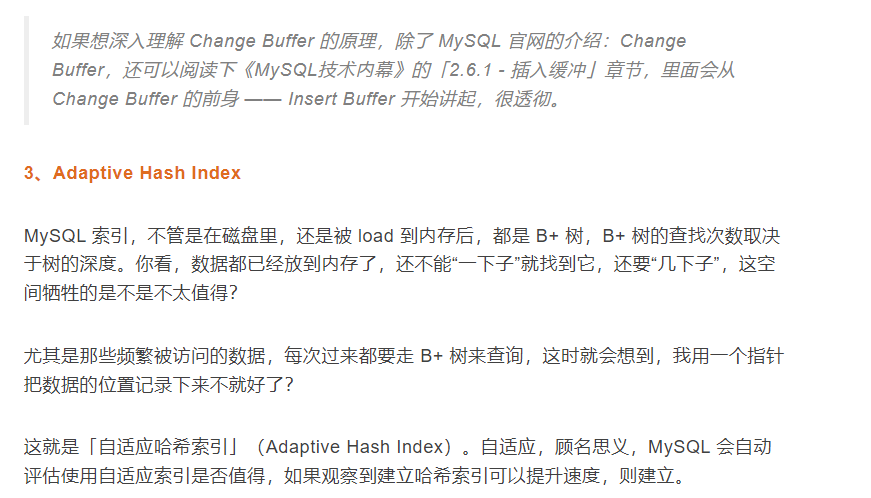 如果想深入理解 Change Buffer 的原理，除了 MySQL 官网的介绍：Change
Buffer，还可以阅读下《MySQL技术内幕》的「2.6.1 - 插入缓冲」章节，里面会从
Change Buffer 的前身 —— Insert Buffer 开始讲起，很透彻。
3、Adaptive Hash Index
MySQL 索引，不管是在磁盘里，还是被 load 到内存后，都是 B+ 树，B+ 树的查找次数取决
于树的深度。你看，数据都已经放到内存了，还不能“一下子”就找到它，还要“几下子”，这空
间牺牲的是不是不太值得？
尤其是那些频繁被访问的数据，每次过来都要走 B+ 树来查询，这时就会想到，我用一个指针
把数据的位置记录下来不就好了？
这就是「自适应哈希索引」（Adaptive Hash Index）。自适应，顾名思义，MySQL 会自动
评估使用自适应索引是否值得，如果观察到建立哈希索引可以提升速度，则建立。